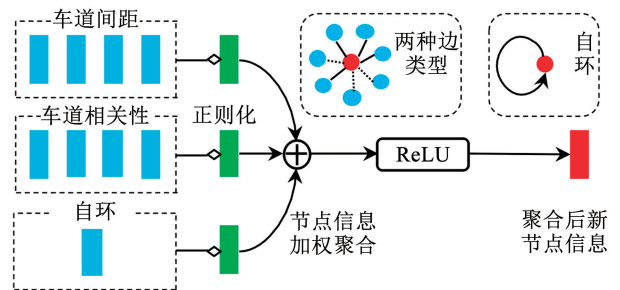 车道间距
车道相关性
自环
正则化
节点信息
加权聚合
两种边
类型
自
环
ReLU
聚合后新
节点信息